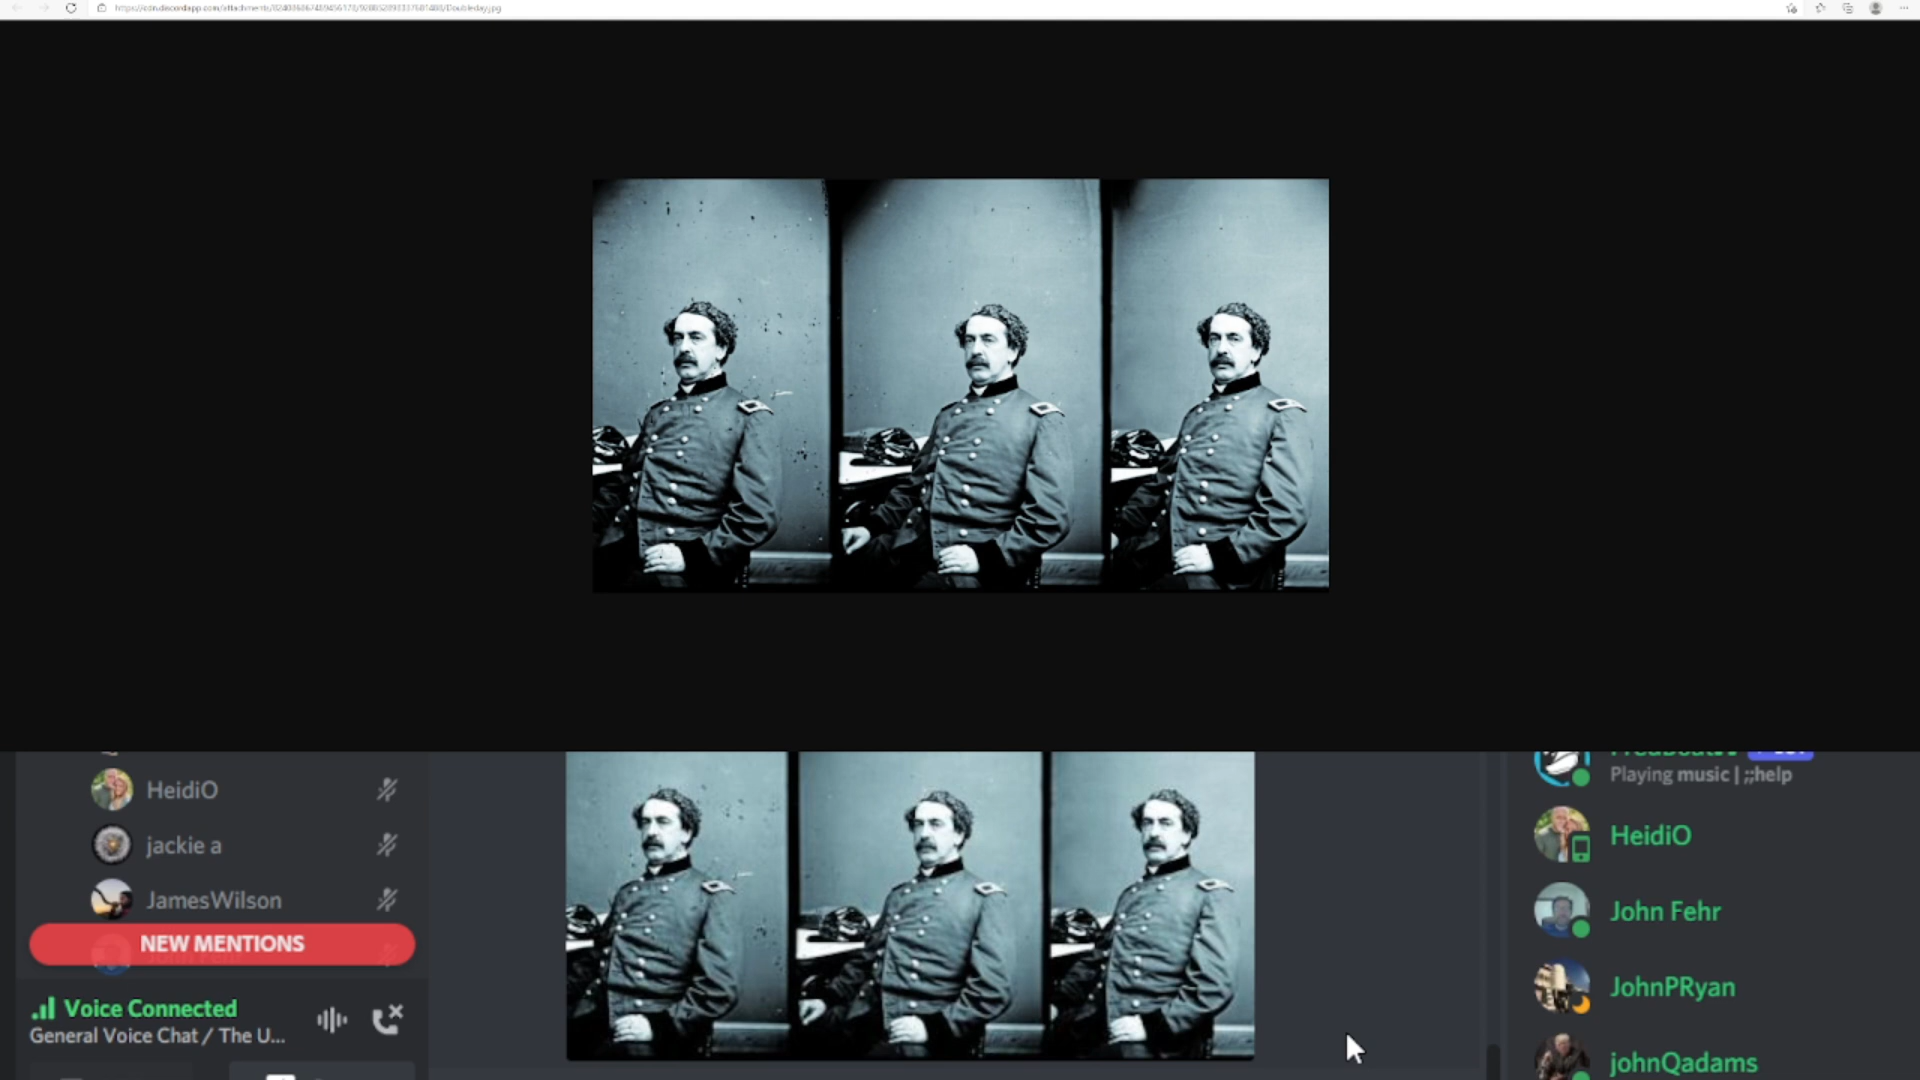 HeidiO
jackie a
JamesWilson
NEW MENTIONS
Voice Connected
General Voice Chat / The U...
Playing music | ;;help
HeidiO
John Fehr
JohnPRyan
johnQadams